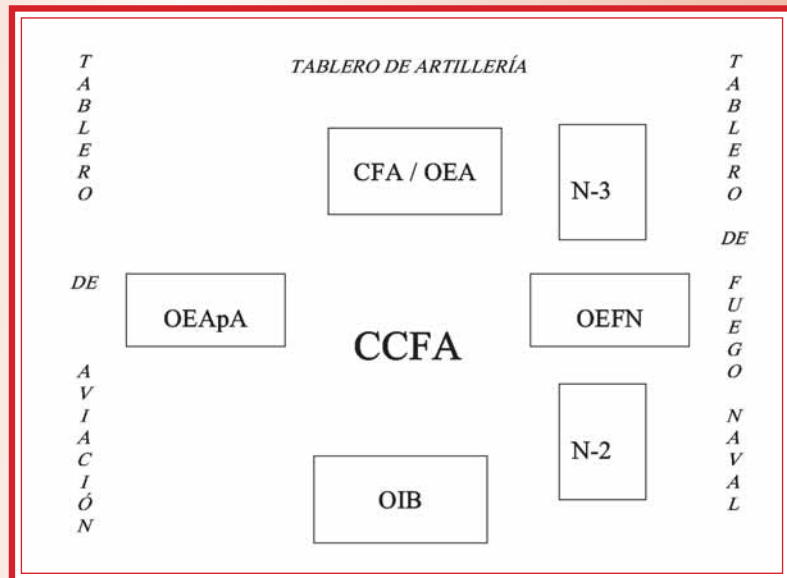 TABLERO DE ARTILLERÍA
TABLERO DE AVIACIÓN
CFA / OEA
N-3
OEApA
CCFA
OEFN
N-2
OIB
TABLERO DE FUEGO NAVAL